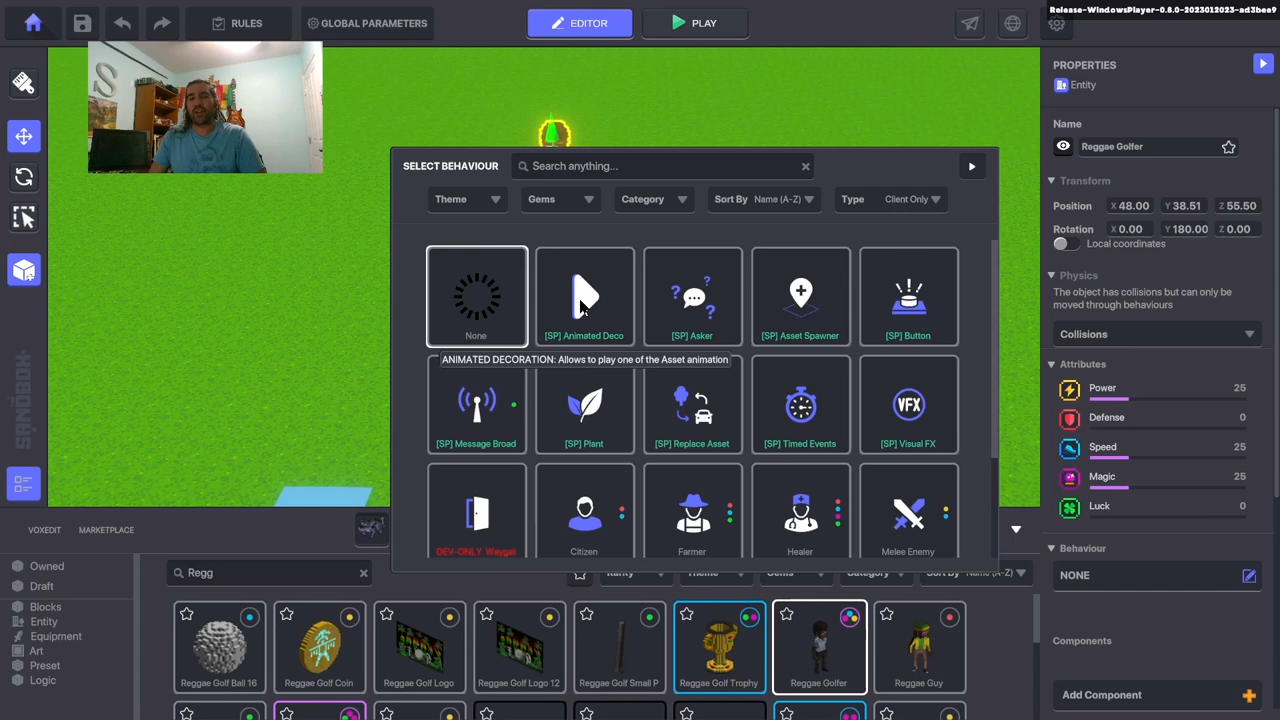 Release-WindowsPlayer-0.8.0-2023012023-ad3bee9
RULES
GLOBAL PARAMETERS
EDITOR
PLAY
PROPERTIES
Entity
Name
Reggae Golfer
Transform
Position
X 48.00
Y 38.51
Z 55.50
Rotation
X 0.00
Y 180.00
Z 0.00
Local coordinates
Physics
The object has collisions but can only be
moved through behaviours
Collisions
Attributes
Power
25
Defense
0
Speed
25
Magic
25
Luck
0
Behaviour
NONE
Components
Add Component
SELECT BEHAVIOUR
Search anything...
Theme
Gems
Category
Sort By Name (A-Z)
Type Client Only
None
[SP] Animated Deco
[SP] Asker
[SP] Asset Spawner
[SP] Button
ANIMATED DECORATION: Allows to play one of the Asset animation
[SP] Message Broad
[SP] Plant
[SP] Replace Asset
[SP] Timed Events
[SP] Visual FX
VFX
DEV-ONLY Waygat
Citizen
Farmer
Healer
Melee Enemy
SANDBOX
VOXEDIT
MARKETPLACE
Owned
Draft
Blocks
Entity
Equipment
Art
Preset
Logic
Regg
Rarity
Theme
Gems
Category
Sort By Name (A-Z)
Reggae Golf Ball 16
Reggae Golf Coin
Reggae Golf Logo
Reggae Golf Logo 12
Reggae Golf Small P
Reggae Golf Trophy
Reggae Golfer
Reggae Guy